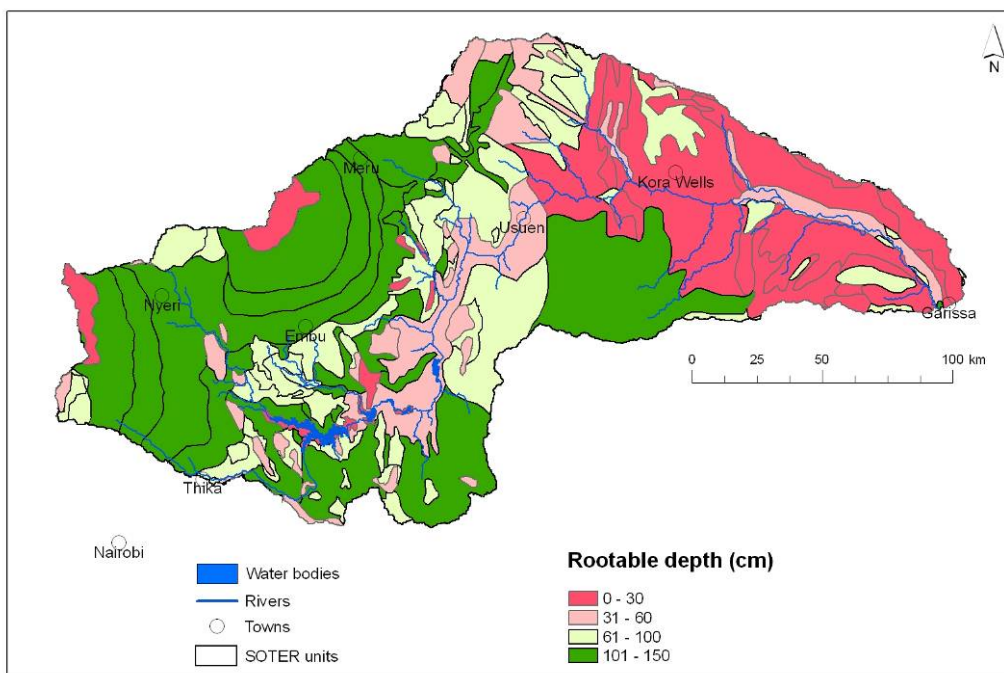 N
Meru
Kora Wells
Usuen
Nyeri
Garissa
Embu
0 25 50 100 km
Thika
Nairobi
Water bodies
Rivers
Towns
SOTER units
Rootable depth (cm)
0 - 30
31 - 60
61 - 100
101 - 150